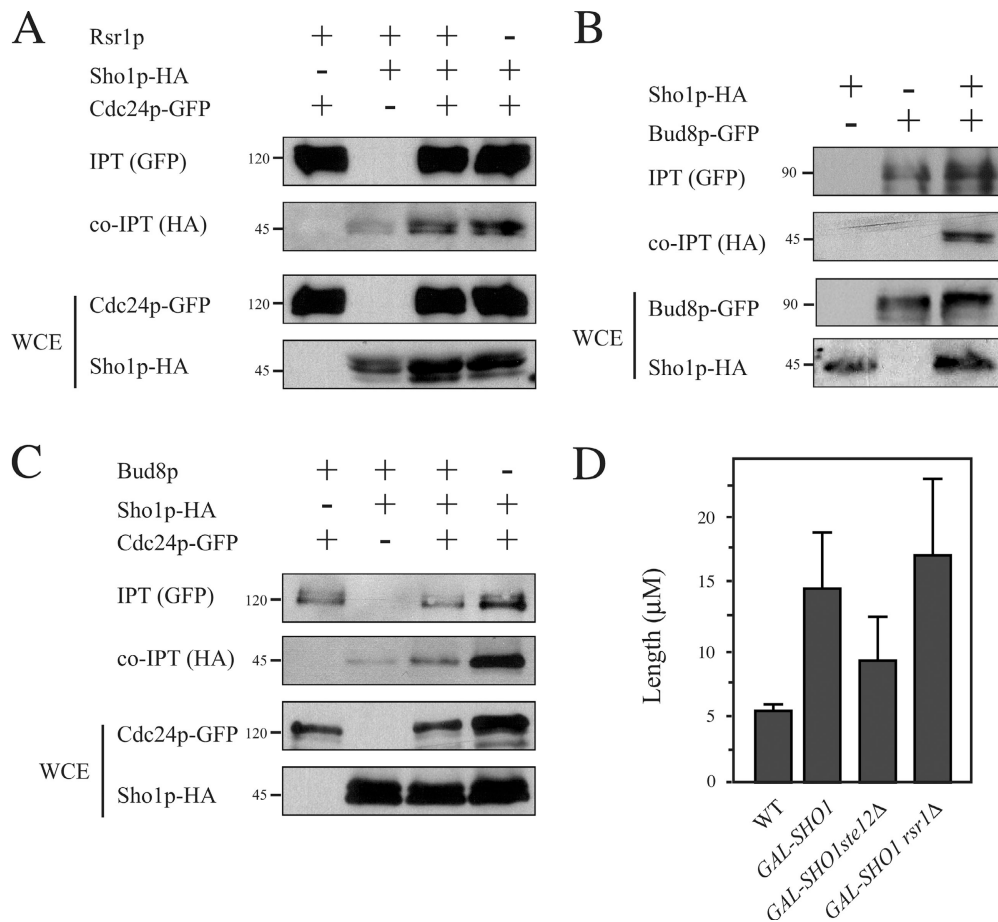 A
Rsr1p + + + -
Sho1p-HA - + + +
Cdc24p-GFP + - + +
IPT (GFP) 120
co-IPT (HA) 45
WCE
Cdc24p-GFP 120
Sho1p-HA 45
B
Sho1p-HA + - +
Bud8p-GFP - + +
IPT (GFP) 90
co-IPT (HA) 45
WCE
Bud8p-GFP 90
Sho1p-HA 45
C
Bud8p + + + -
Sho1p-HA - + + +
Cdc24p-GFP + - + +
IPT (GFP) 120
co-IPT (HA) 45
WCE
Cdc24p-GFP 120
Sho1p-HA 45
D
Length (µM)
20
15
10
5
0
WT
GAL-SHO1
GAL-SHO1ste12Δ
GAL-SHO1 rsr1Δ